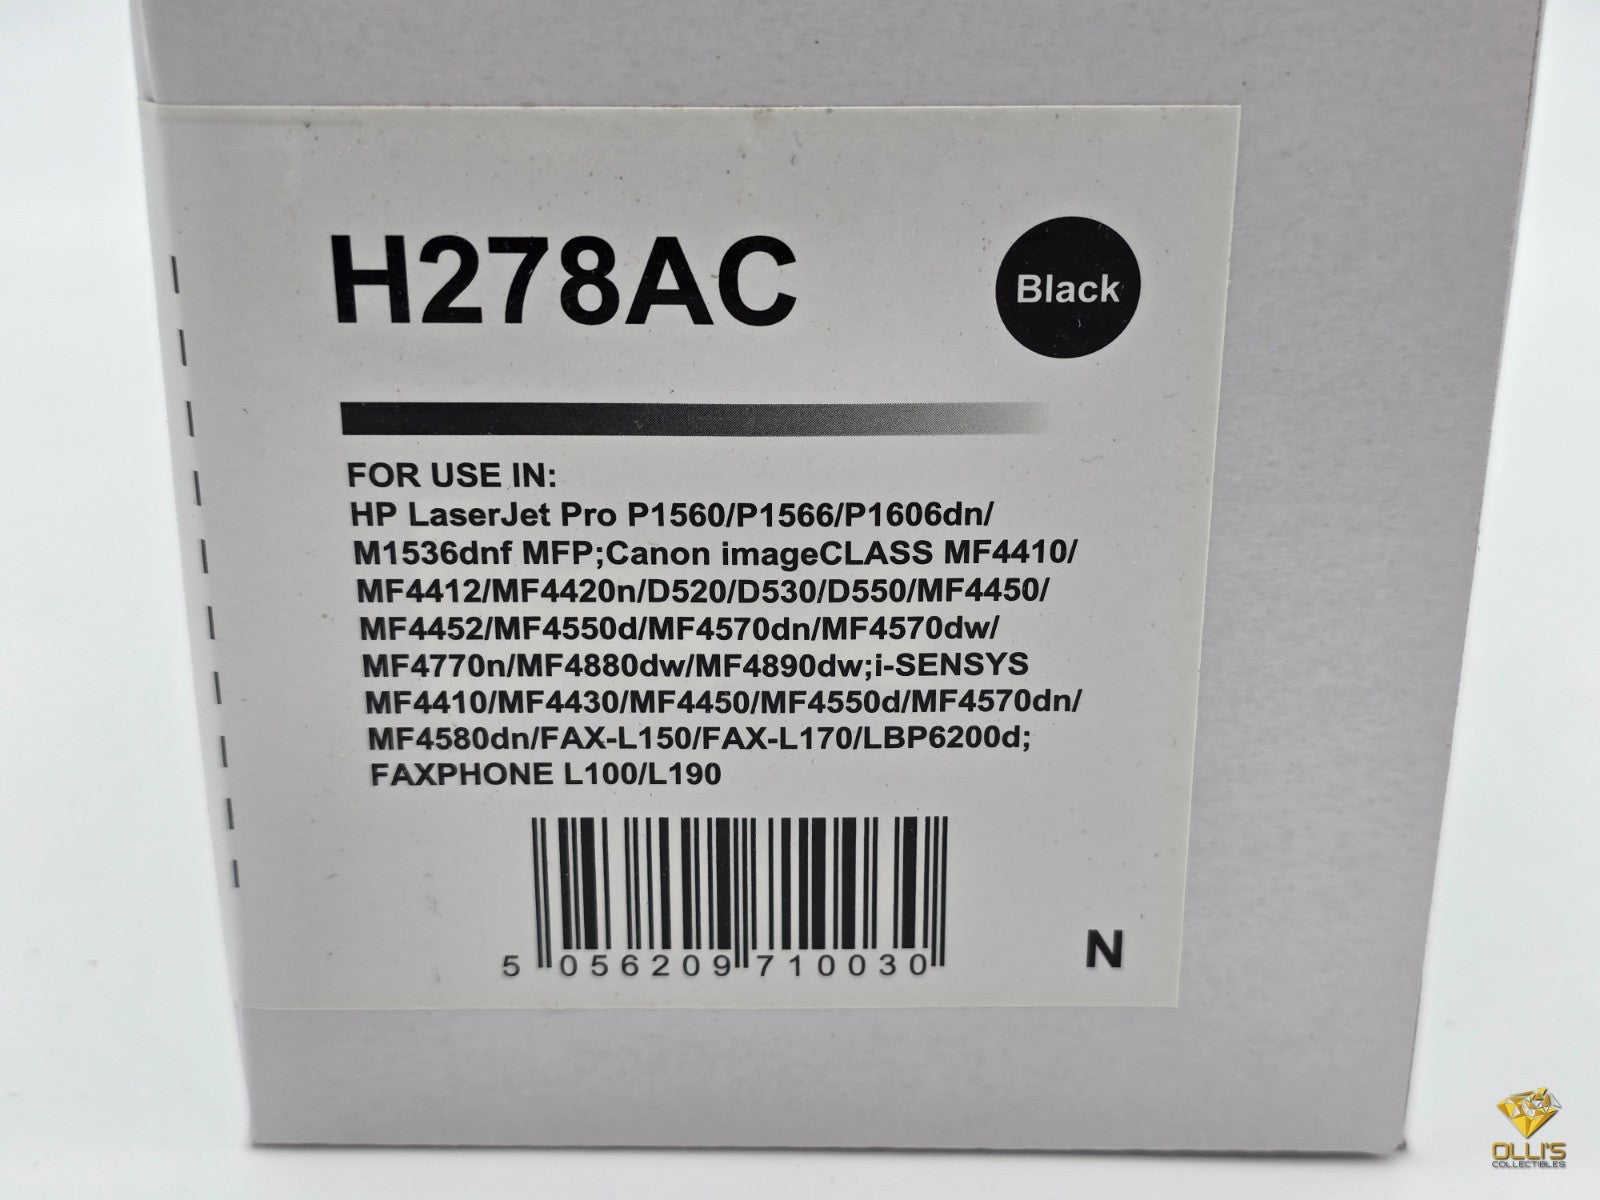 H278AC
Black
FOR USE IN:
HP LaserJet Pro P1560/P1566/P1606dn/
M1536dnf MFP;Canon imageCLASS MF4410/
MF4412/MF4420n/D520/D530/D550/MF4450/
MF4452/MF4550d/MF4570dn/MF4570dw/
MF4770n/MF4880dw/MF4890dw;i-SENSYS
MF4410/MF4430/MF4450/MF4550d/MF4570dn/
MF4580dn/FAX-L150/FAX-L170/LBP6200d;
FAXPHONE L100/L190
5 056209 710030
N
OLLI'S
COLLECTIBLES